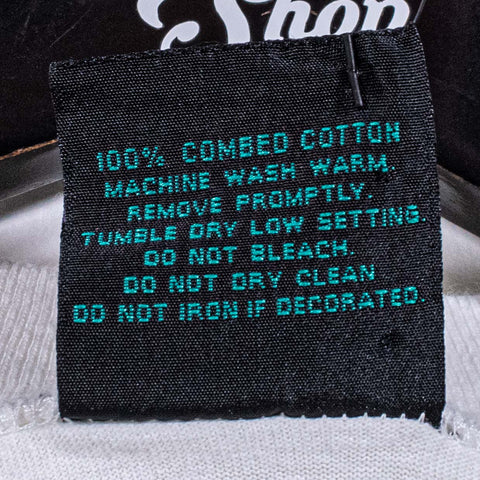 Shop
100% COMBED COTTON
MACHINE WASH WARM.
REMOVE PROMPTLY.
TUMBLE DRY LOW SETTING.
DO NOT BLEACH.
DO NOT DRY CLEAN
DO NOT IRON IF DECORATED.